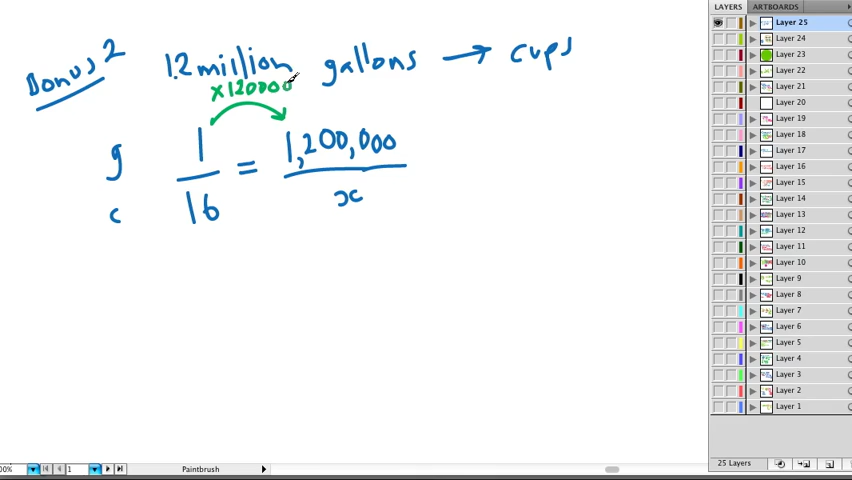 LAYERS ARTBOARDS
Bonus 2 1.2 million gallons → cups
x120000
g 1 = 1,200,000
c 16 x
Layer 25
Layer 24
Layer 23
Layer 22
Layer 21
Layer 20
Layer 19
Layer 18
Layer 17
Layer 16
Layer 15
Layer 14
Layer 13
Layer 12
Layer 11
Layer 10
Layer 9
Layer 8
Layer 7
Layer 6
Layer 5
Layer 4
Layer 3
Layer 2
Layer 1
25 Layers
00% 1 Paintbrush